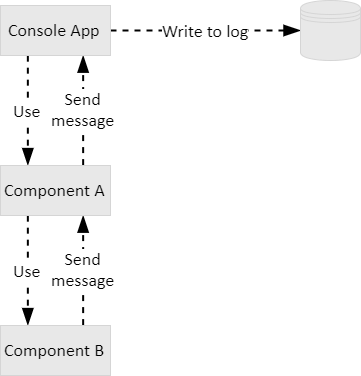 Console App
Write to log
Use
Send
message
Component A
Use
Send
message
Component B